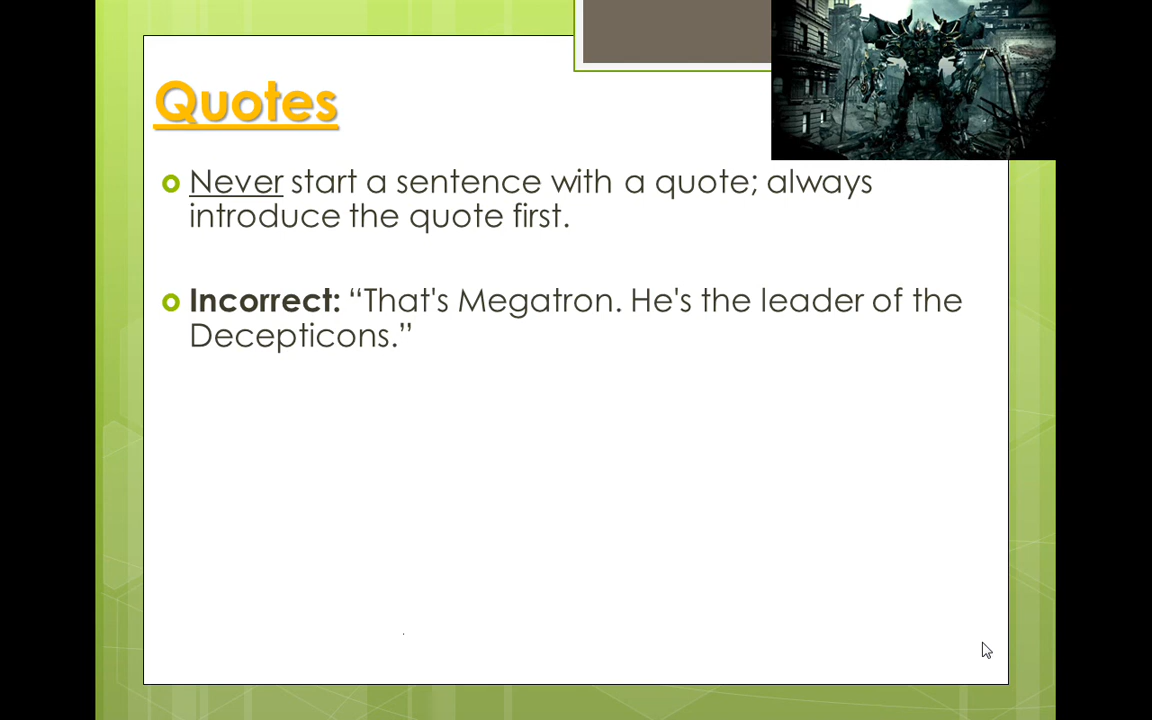 Quotes
Never start a sentence with a quote; always
introduce the quote first.
Incorrect: “That's Megatron. He's the leader of the
Decepticons.”